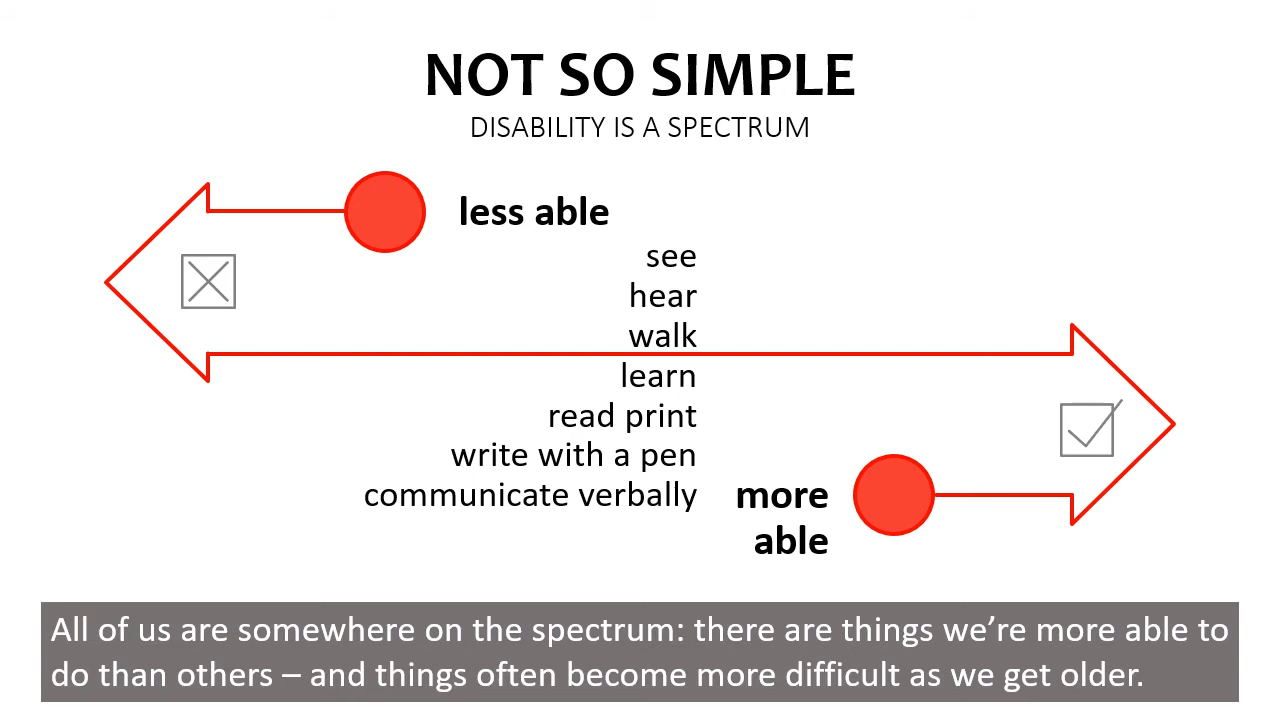 NOT SO SIMPLE
DISABILITY IS A SPECTRUM
less able
see
hear
walk
learn
read print
write with a pen
communicate verbally
more
able
All of us are somewhere on the spectrum: there are things we’re more able to
do than others – and things often become more difficult as we get older.